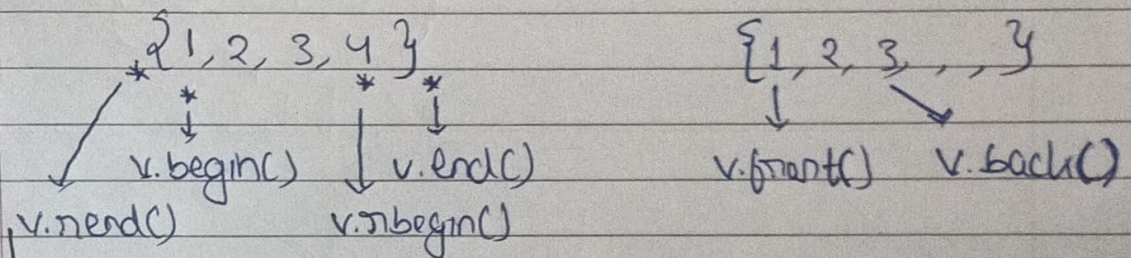 {1, 2, 3, 4} {1, 2, 3, , , }
v.begin() v.end() v.front() v.back()
v.rend() v.rbegin()